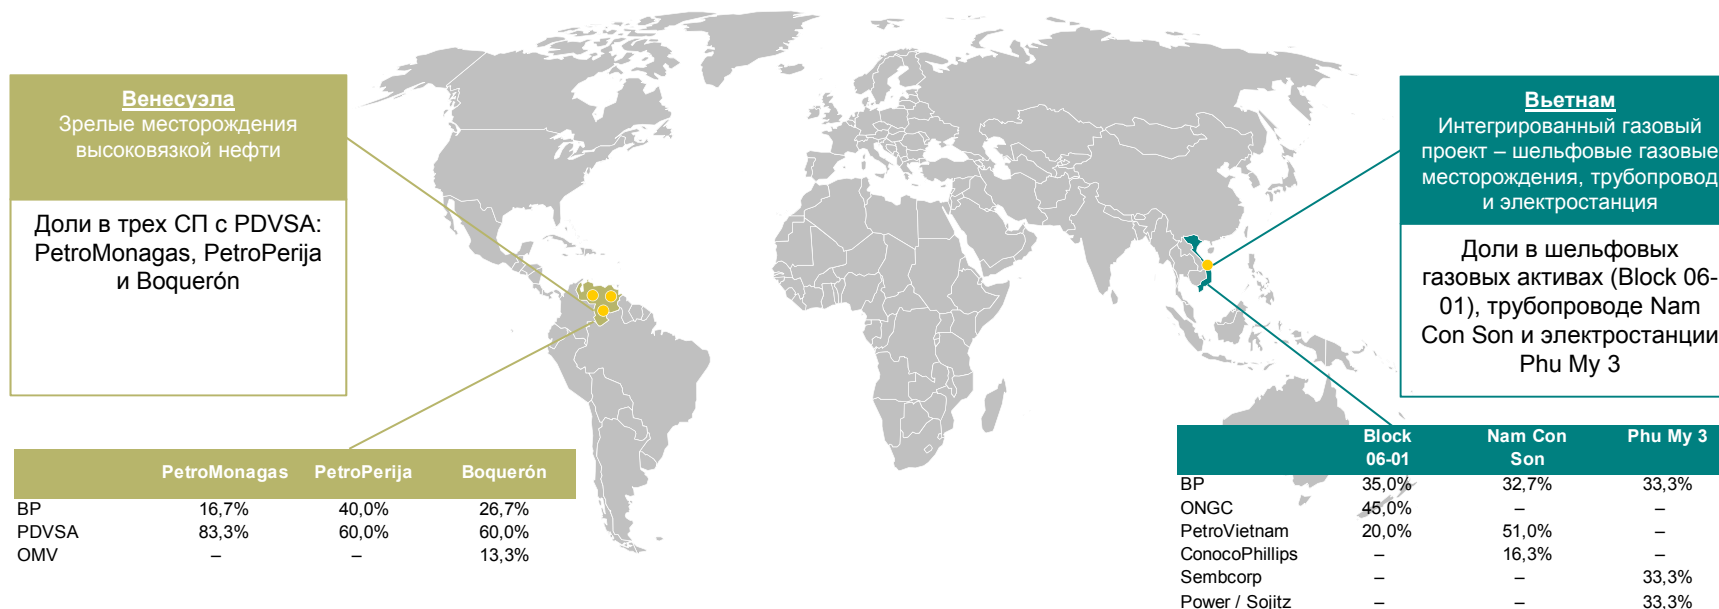 Венесуэла
Зрелые месторождения
высоковязкой нефти
Доли в трех СП с PDVSA:
PetroMonagas, PetroPerija
и Boquerón
PetroMonagas PetroPerija Boquerón
BP 16,7% 40,0% 26,7%
PDVSA 83,3% 60,0% 60,0%
OMV – – 13,3%
Вьетнам
Интегрированный газовый
проект – шельфовые газовые
месторождения, трубопровод
и электростанция
Доли в шельфовых
газовых активах (Block 06-
01), трубопроводе Nam
Con Son и электростанции
Phu My 3
Block Nam Con Phu My 3
06-01 Son
BP 35,0% 32,7% 33,3%
ONGC 45,0% – –
PetroVietnam 20,0% 51,0% –
ConocoPhillips – 16,3% –
Sembcorp – – 33,3%
Power / Sojitz – – 33,3%